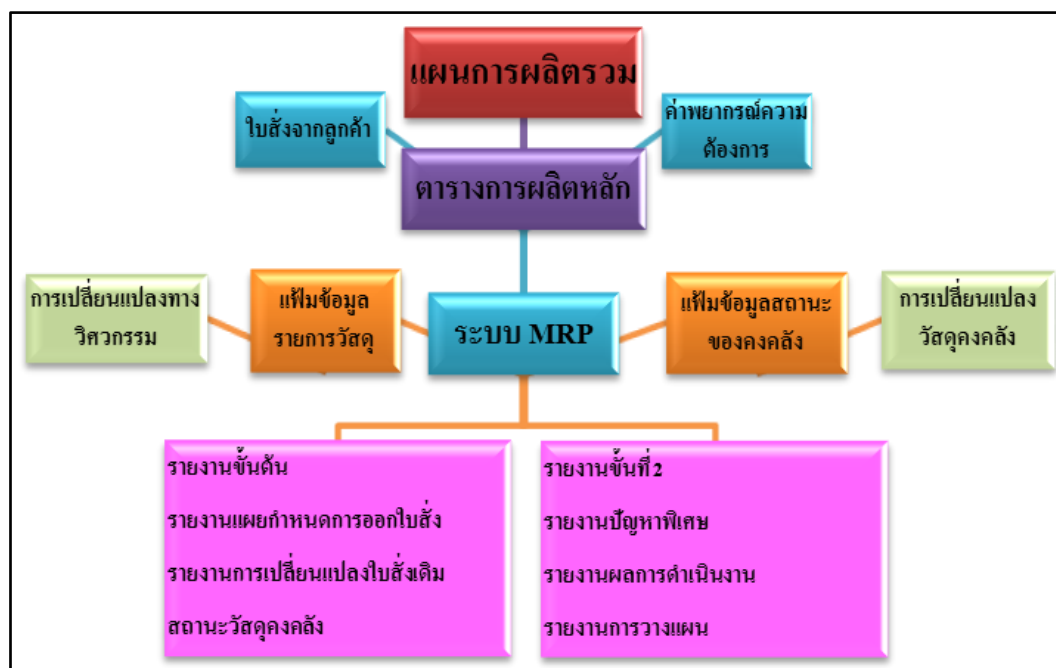 แผนการผลิตรวม
ใบสั่งจากลูกค้า
ค่าพยากรณ์ความ
ต้องการ
ตารางการผลิตหลัก
การเปลี่ยนแปลงทาง
วิศวกรรม
แฟ้มข้อมูล
รายการวัสดุ
ระบบ MRP
แฟ้มข้อมูลสถานะ
ของคงคลัง
การเปลี่ยนแปลง
วัสดุคงคลัง
รายงานขั้นต้น
รายงานแผยกำหนดการออกใบสั่ง
รายงานการเปลี่ยนแปลงใบสั่งเดิม
สถานะวัสดุคงคลัง
รายงานขั้นที่ 2
รายงานปัญหาพิเศษ
รายงานผลการดำเนินงาน
รายงานการวางแผน